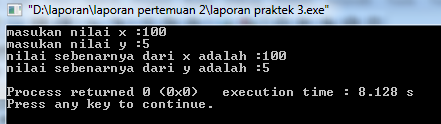 "D:\laporan\laporan pertemuan 2\laporan praktek 3.exe"
masukan nilai x :100
masukan nilai y :5
nilai sebenarnya dari x adalah :100
nilai sebenarnya dari y adalah :5
Process returned 0 (0x0)   execution time : 8.128 s
Press any key to continue.